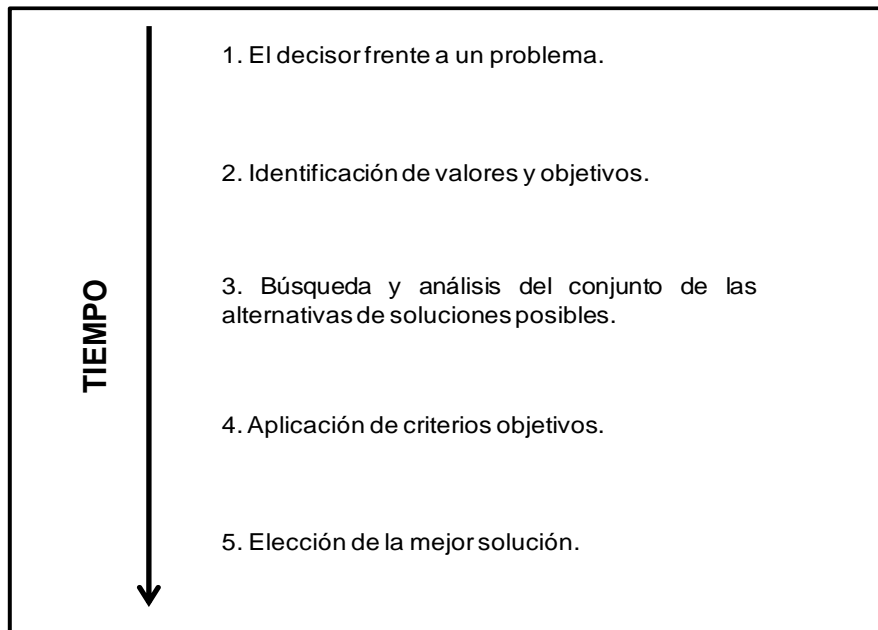 1. El decisor frente a un problema.
2. Identificación de valores y objetivos.
3. Búsqueda y análisis del conjunto de las
alternativas de soluciones posibles.
TIEMPO
4. Aplicación de criterios objetivos.
5. Elección de la mejor solución.